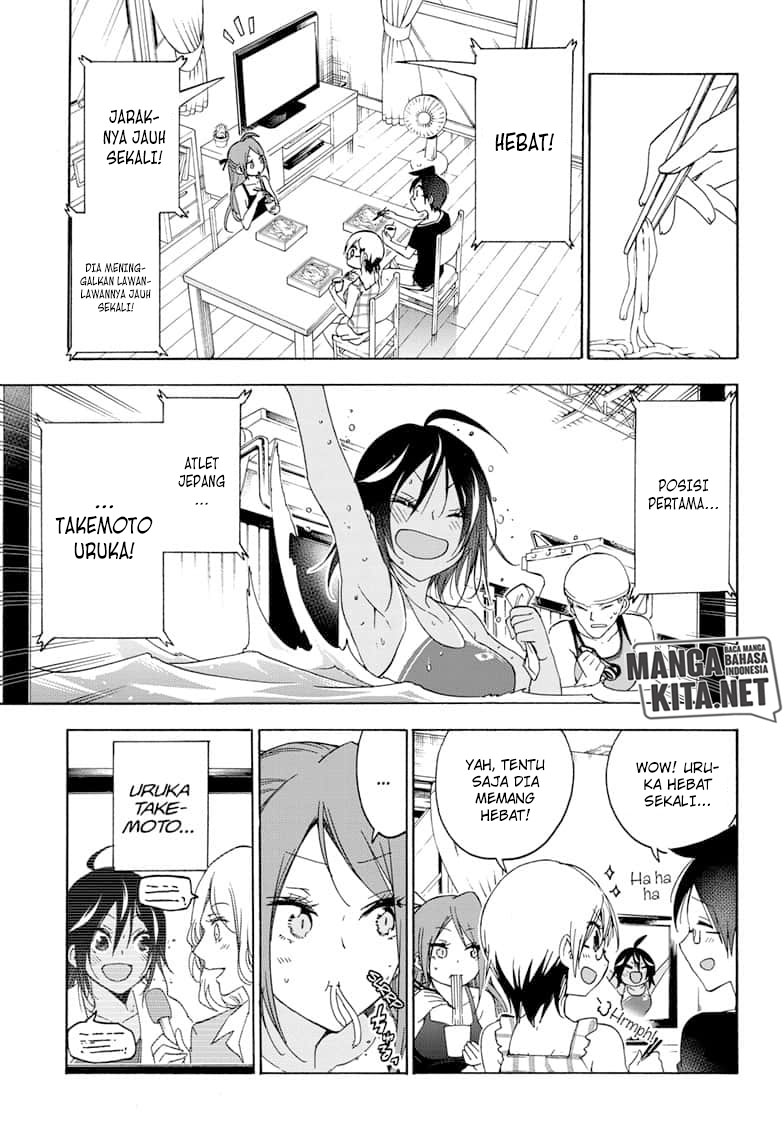 HEBAT!
JARAK-
NYA JAUH
SEKALI!
DIA MENING-
GALKAN LAWAN-
LAWANNYA JAUH
SEKALI!
POSISI
PERTAMA...
ATLET
JEPANG
...
...
TAKEMOTO
URUKA!
MANGA
KITA.NET
BACA MANGA
BAHASA
INDONESIA
WOW! URU-
KA HEBAT
SEKALI...
YAH, TENTU
SAJA DIA
MEMANG
HEBAT!
Ha ha
ha
Hrmph!
...
SLURP
URUKA
TAKE-
MOTO...